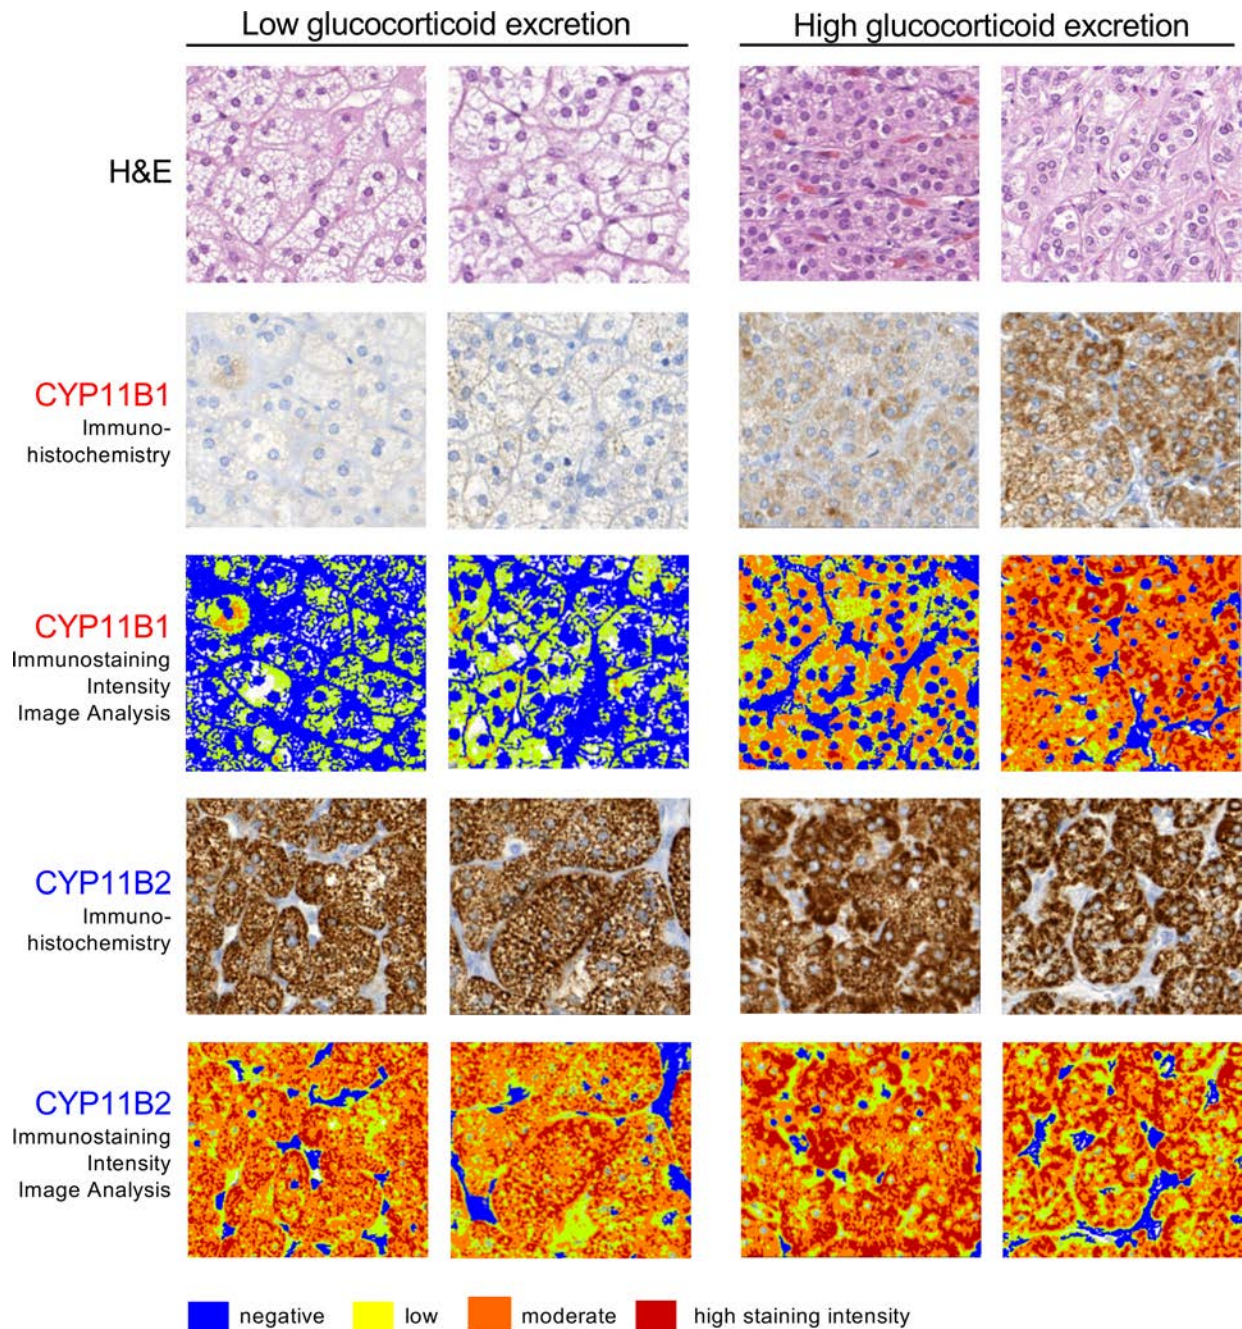 Low glucocorticoid excretion
High glucocorticoid excretion
H&E
CYP11B1
Immuno-
histochemistry
CYP11B1
Immunostaining
Intensity
Image Analysis
CYP11B2
Immuno-
histochemistry
CYP11B2
Immunostaining
Intensity
Image Analysis
negative low moderate high staining intensity